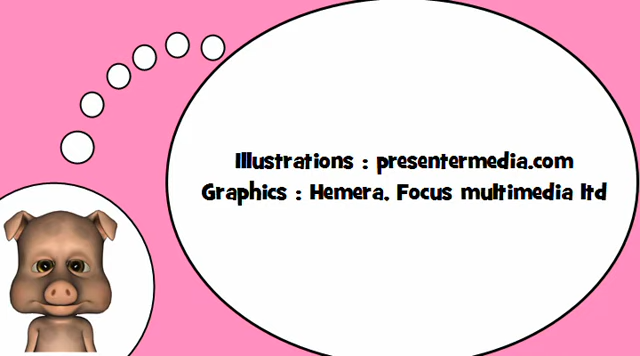 Illustrations : presentermedia.com
Graphics : Hemera. Focus multimedia ltd